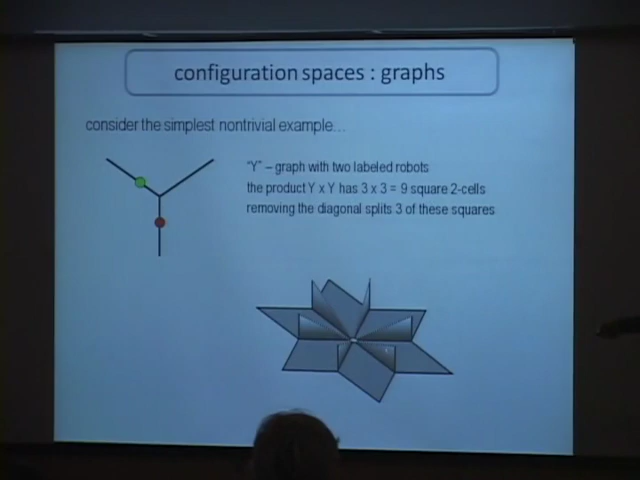 configuration spaces : graphs
consider the simplest nontrivial example...
"Y" – graph with two labeled robots
the product Y x Y has 3 x 3 = 9 square 2-cells
removing the diagonal splits 3 of these squares